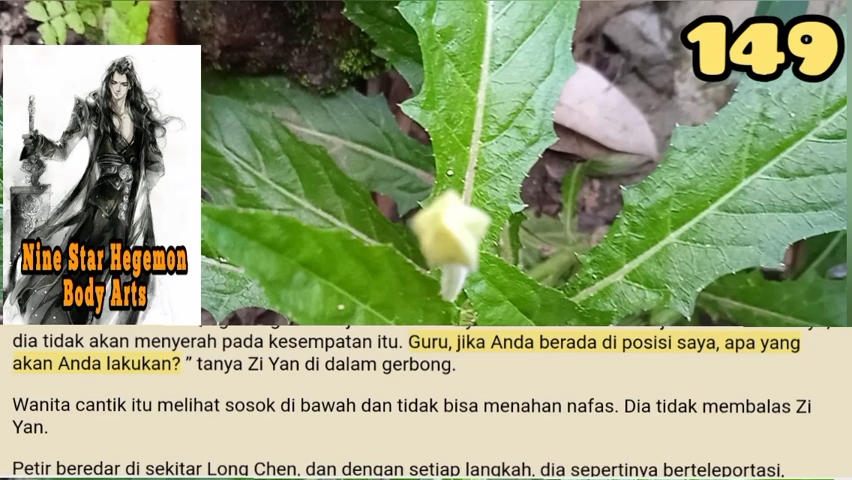 149
Nine Star Hegemon
Body Arts
dia tidak akan menyerah pada kesempatan itu. Guru, jika Anda berada di posisi saya, apa yang
akan Anda lakukan? ” tanya Zi Yan di dalam gerbong.
Wanita cantik itu melihat sosok di bawah dan tidak bisa menahan nafas. Dia tidak membalas Zi
Yan.
Petir beredar di sekitar Long Chen, dan dengan setiap langkah, dia sepertinya berteleportasi,